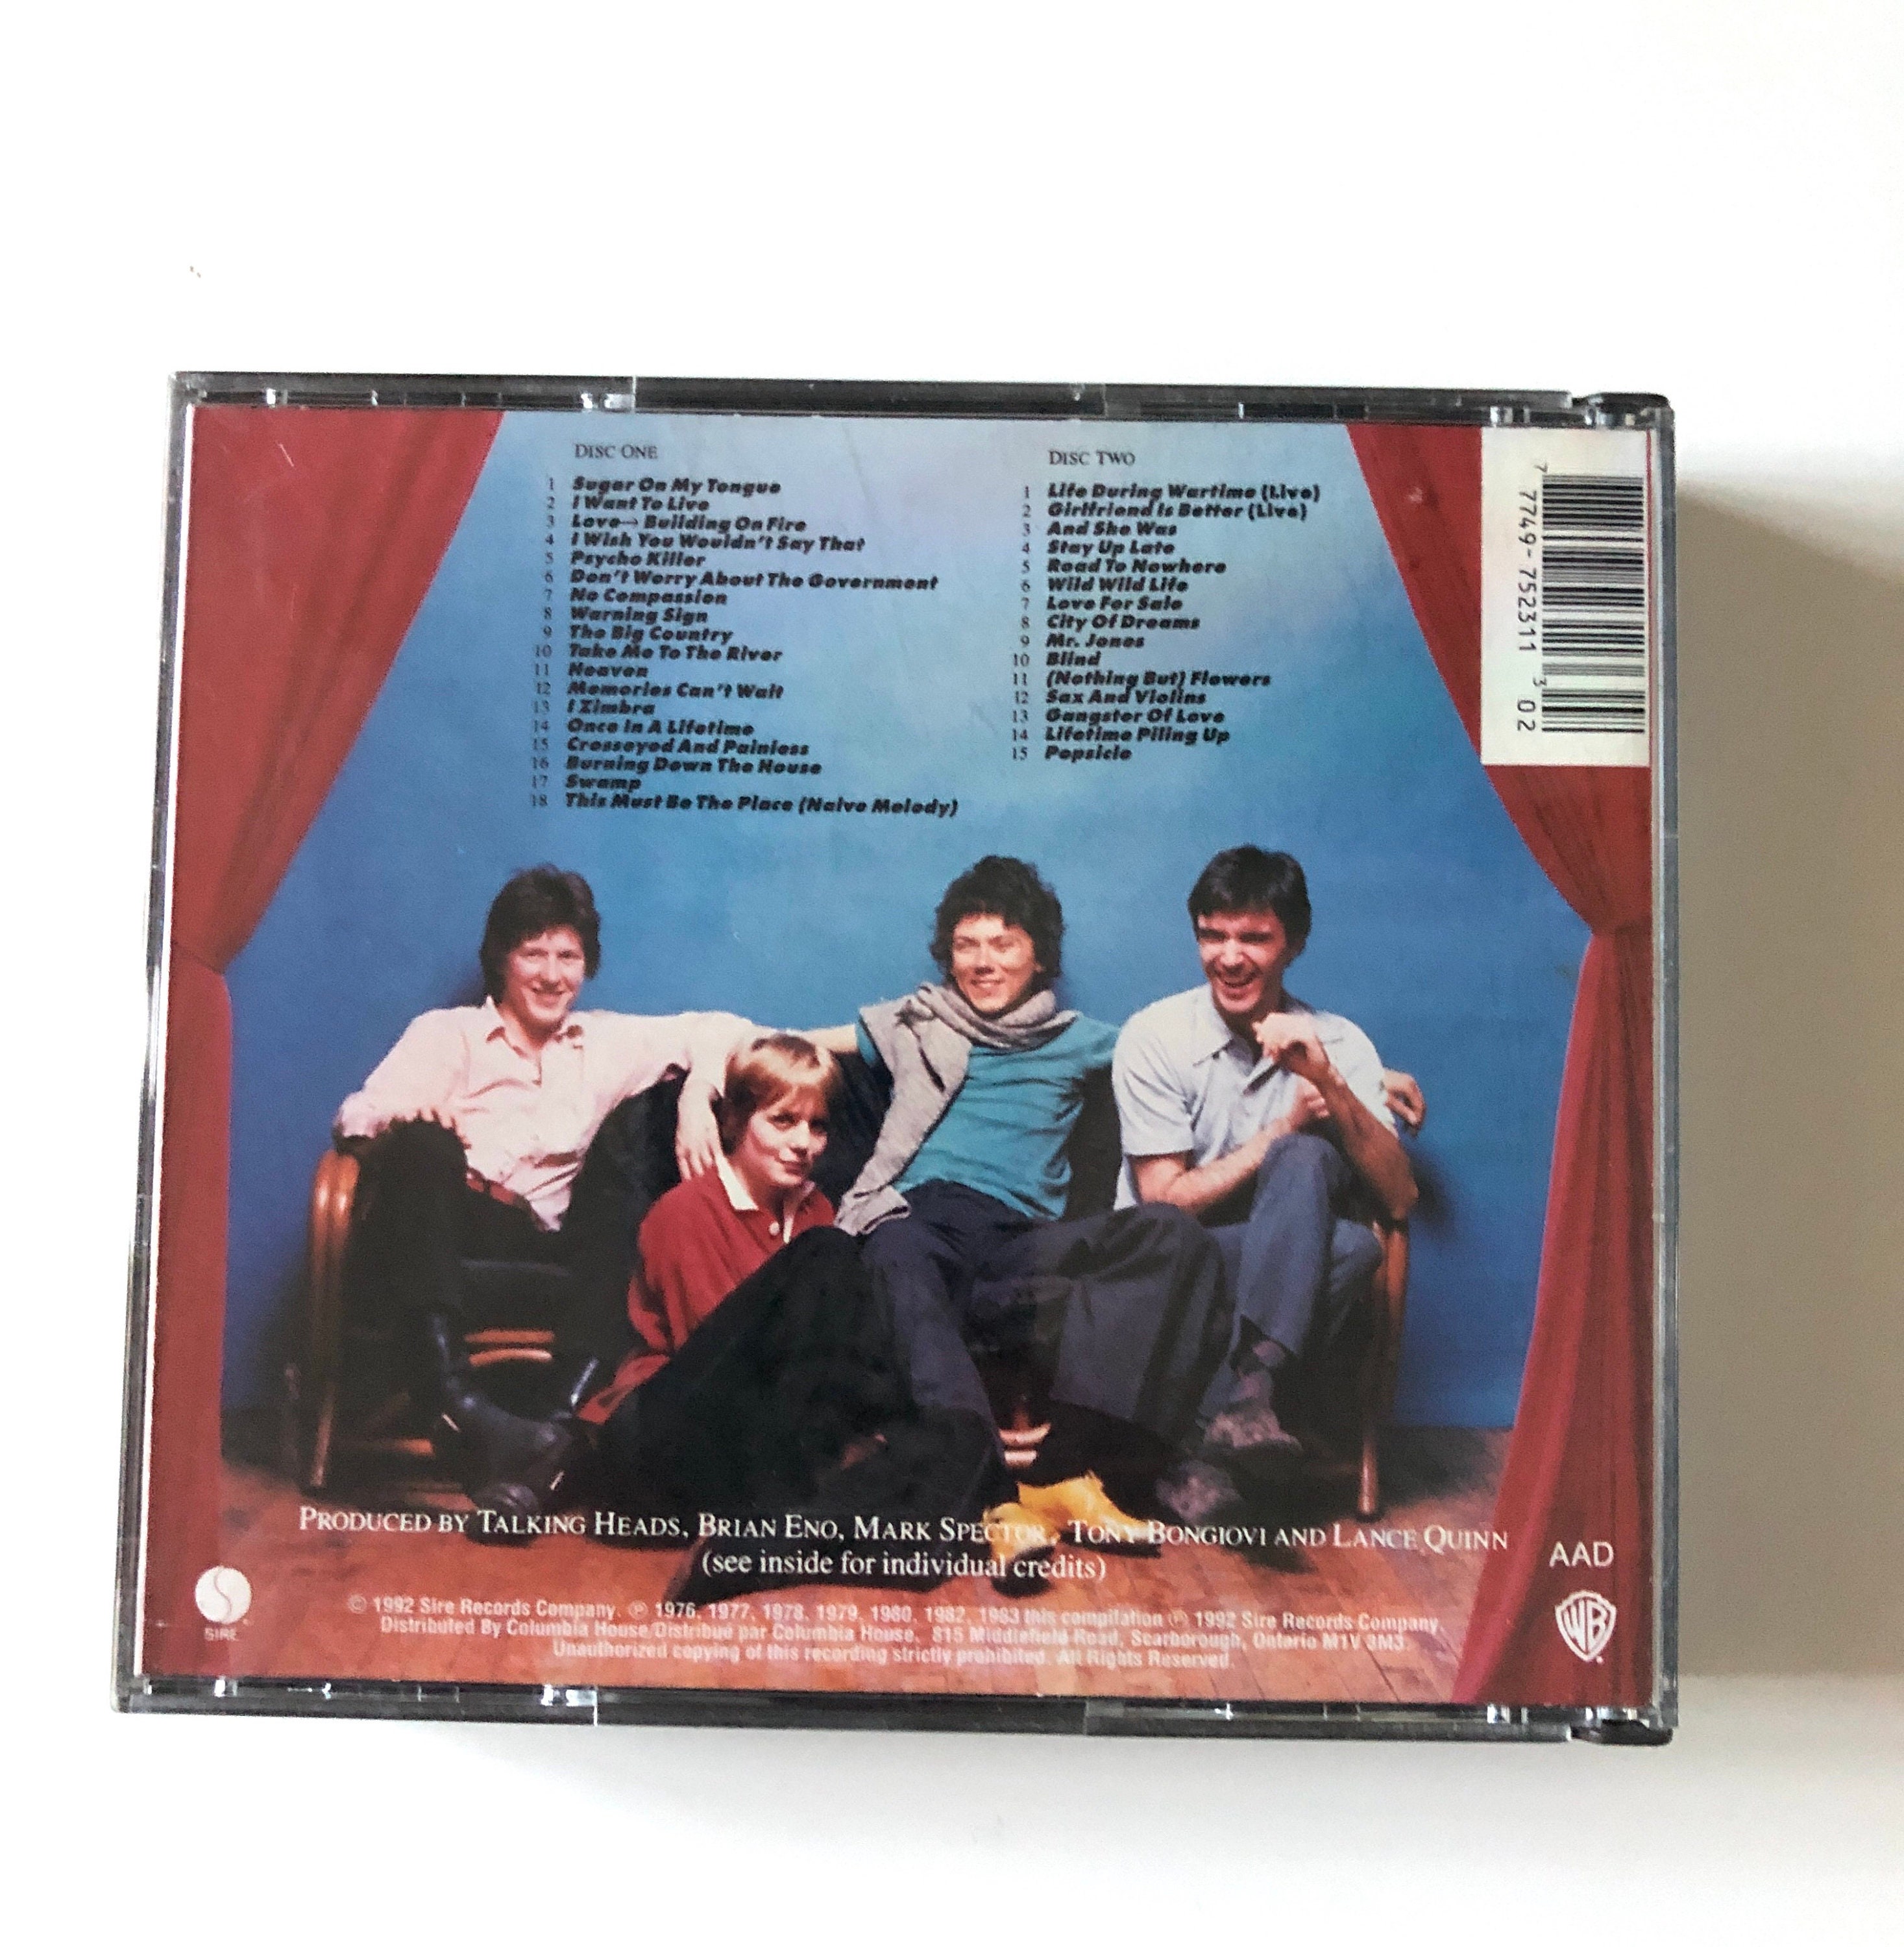 DISC ONE
1 Sugar On My Tongue
2 I Want To Live
3 Love→ Building On Fire
4 I Wish You Wouldn't Say That
5 Psycho Killer
6 Don't Worry About The Government
7 No Compassion
8 Warning Sign
9 The Big Country
10 Take Me To The River
11 Heaven
12 Memories Can't Wait
13 I Zimbra
14 Once In A Lifetime
15 Crosseyed And Painless
16 Burning Down The House
17 Swamp
18 This Must Be The Place (Naive Melody)
DISC TWO
1 Life During Wartime (Live)
2 Girlfriend Is Better (Live)
3 And She Was
4 Stay Up Late
5 Road To Nowhere
6 Wild Wild Life
7 Love For Sale
8 City Of Dreams
9 Mr. Jones
10 Blind
11 (Nothing But) Flowers
12 Sax And Violins
13 Gangster Of Love
14 Lifetime Piling Up
15 Popsicle
7 7749-752311 3 02
PRODUCED BY TALKING HEADS, BRIAN ENO, MARK SPECTOR, TONY BONGIOVI AND LANCE QUINN
(see inside for individual credits)
AAD
SIRE
WB
© 1992 Sire Records Company. ℗ 1976, 1977, 1978, 1979, 1980, 1982, 1983 this compilation ℗ 1992 Sire Records Company.
Distributed By Columbia House/Distribué par Columbia House, 815 Middlefield Road, Scarborough, Ontario M1V 3M3.
Unauthorized copying of this recording strictly prohibited. All Rights Reserved.